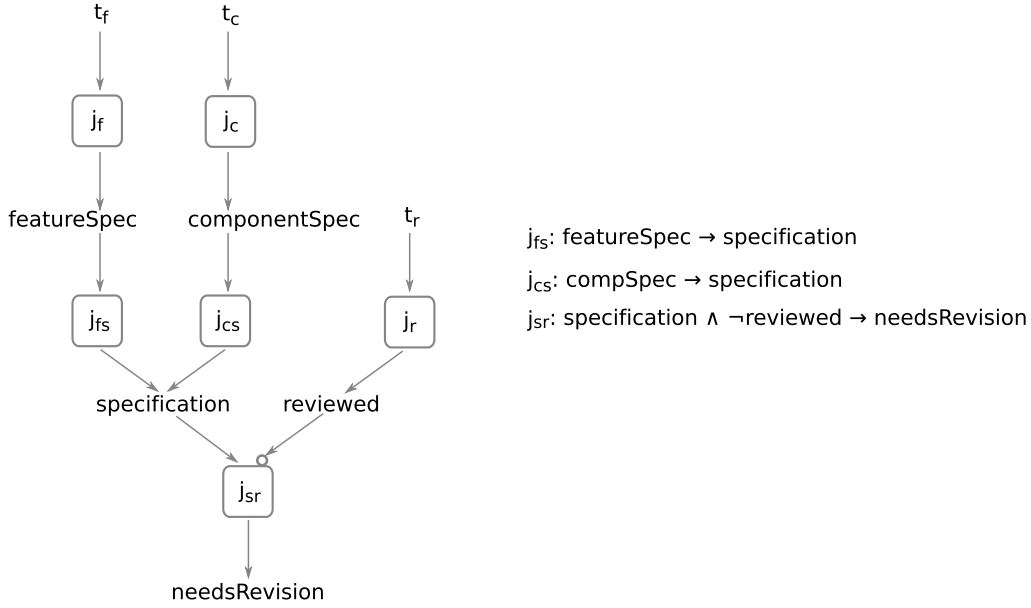 t_f t_c
j_f j_c
featureSpec componentSpec t_r
j_fs: featureSpec → specification
j_cs: compSpec → specification
j_fs j_cs j_r
j_sr: specification ∧ ¬reviewed → needsRevision
specification reviewed
j_sr
needsRevision